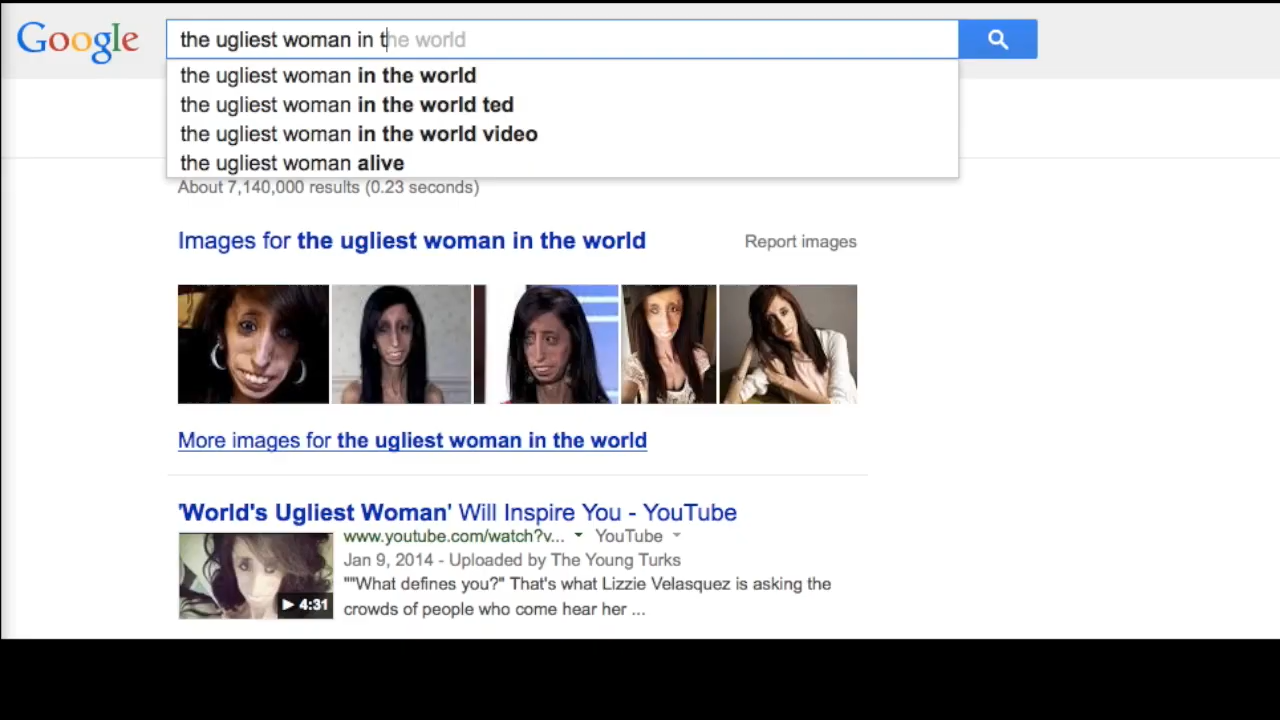 Google
the ugliest woman in the world
the ugliest woman in the world
the ugliest woman in the world ted
the ugliest woman in the world video
the ugliest woman alive
About 7,140,000 results (0.23 seconds)
Images for the ugliest woman in the world
Report images
More images for the ugliest woman in the world
'World's Ugliest Woman' Will Inspire You - YouTube
www.youtube.com/watch?v... YouTube
Jan 9, 2014 - Uploaded by The Young Turks
""What defines you?" That's what Lizzie Velasquez is asking the
crowds of people who come hear her ...
4:31